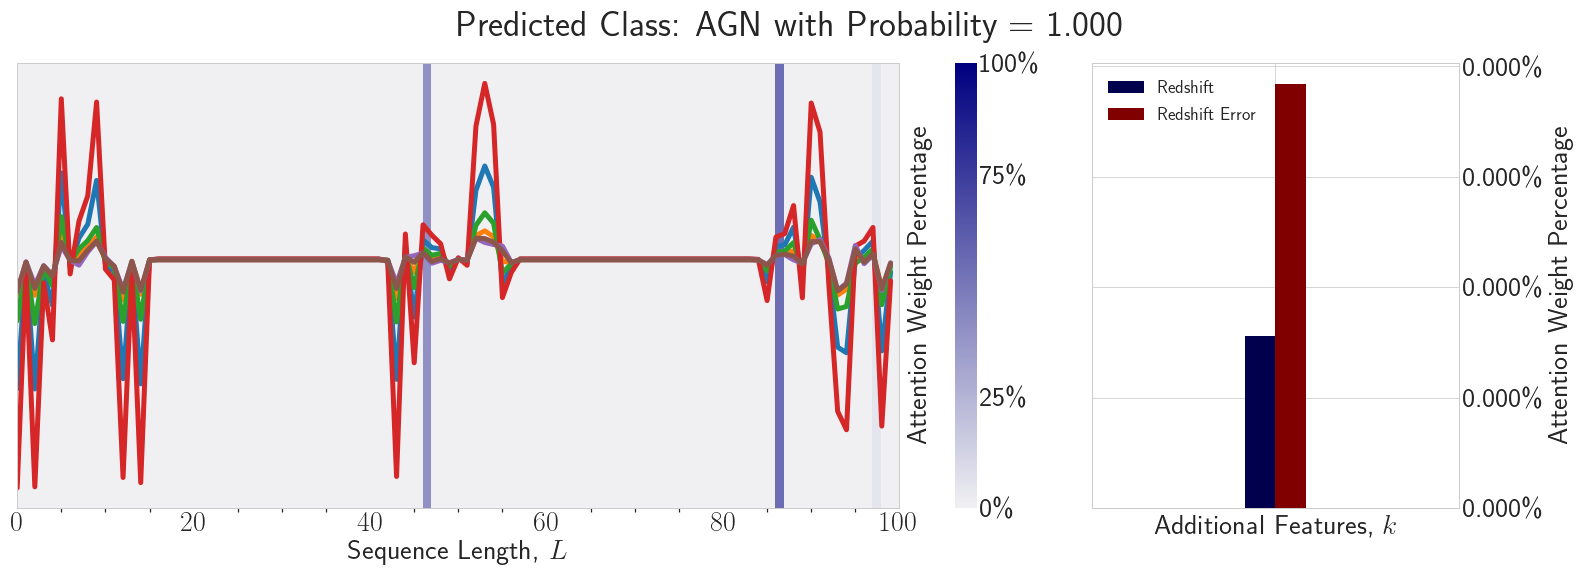 Predicted Class: AGN with Probability = 1.000
0
20
40
60
80
100
Sequence Length, L
100%
75%
25%
0%
Attention Weight Percentage
Redshift
Redshift Error
Additional Features, k
0.000%
0.000%
0.000%
0.000%
0.000%
Attention Weight Percentage